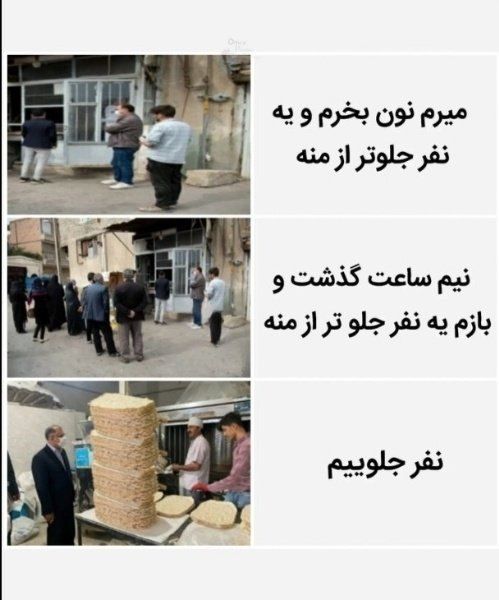 میرم نون بخرم و یه
نفر جلوتر از منه
نیم ساعت گذشت و
بازم یه نفر جلو تر از منه
نفر جلوییم